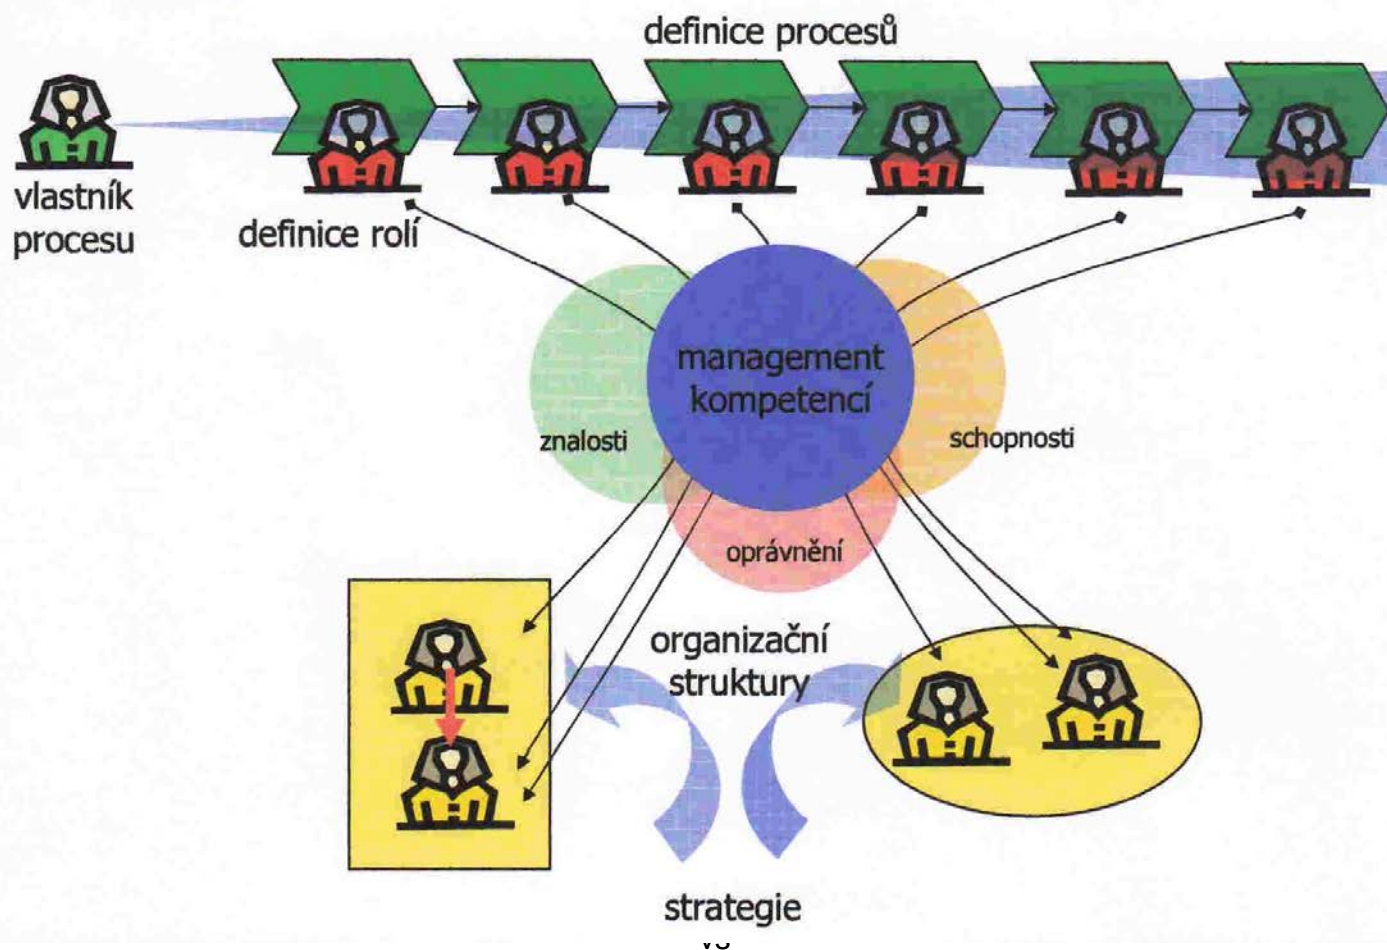 definice procesů
vlastník
procesu
definice rolí
management
kompetencí
znalosti
schopnosti
oprávnění
organizační
struktury
strategie